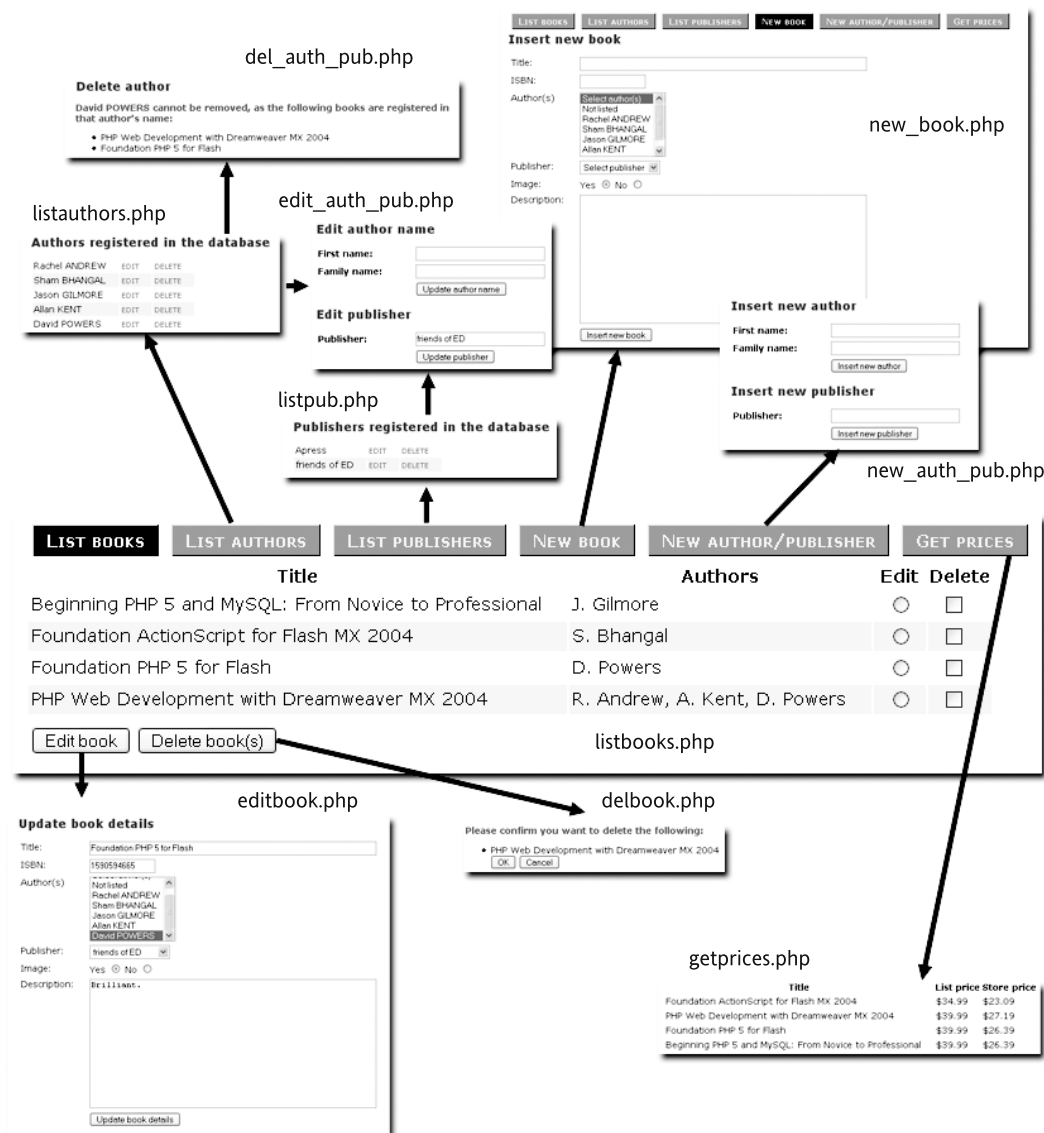 LIST BOOKS LIST AUTHORS LIST PUBLISHERS NEW BOOK NEW AUTHOR/PUBLISHER GET PRICES
Insert new book
Title:
ISBN:
Author(s)
Select author(s)
Not listed
Rachel ANDREW
Sham BHANGAL
Jason GILMORE
Allan KENT
Publisher: Select publisher
Image: Yes No
Description:
Insert new book
new_book.php
del_auth_pub.php
Delete author
David POWERS cannot be removed, as the following books are registered in
that author's name:
• PHP Web Development with Dreamweaver MX 2004
• Foundation PHP 5 for Flash
listauthors.php
Authors registered in the database
Rachel ANDREW EDIT DELETE
Sham BHANGAL EDIT DELETE
Jason GILMORE EDIT DELETE
Allan KENT EDIT DELETE
David POWERS EDIT DELETE
edit_auth_pub.php
Edit author name
First name:
Family name:
Update author name
Edit publisher
Publisher: friends of ED
Update publisher
Insert new author
First name:
Family name:
Insert new author
Insert new publisher
Publisher:
Insert new publisher
new_auth_pub.php
listpub.php
Publishers registered in the database
Apress EDIT DELETE
friends of ED EDIT DELETE
LIST BOOKS LIST AUTHORS LIST PUBLISHERS NEW BOOK NEW AUTHOR/PUBLISHER GET PRICES
Title Authors Edit Delete
Beginning PHP 5 and MySQL: From Novice to Professional J. Gilmore
Foundation ActionScript for Flash MX 2004 S. Bhangal
Foundation PHP 5 for Flash D. Powers
PHP Web Development with Dreamweaver MX 2004 R. Andrew, A. Kent, D. Powers
Edit book Delete book(s)
listbooks.php
editbook.php
Update book details
Title: Foundation PHP 5 for Flash
ISBN: 1590594665
Author(s)
Not listed
Rachel ANDREW
Sham BHANGAL
Jason GILMORE
Allan KENT
David POWERS
Publisher: friends of ED
Image: Yes No
Description: Brilliant.
Update book details
delbook.php
Please confirm you want to delete the following:
• PHP Web Development with Dreamweaver MX 2004
OK Cancel
getprices.php
Title List price Store price
Foundation ActionScript for Flash MX 2004 $34.99 $23.09
PHP Web Development with Dreamweaver MX 2004 $39.99 $27.19
Foundation PHP 5 for Flash $39.99 $26.39
Beginning PHP 5 and MySQL: From Novice to Professional $39.99 $26.39